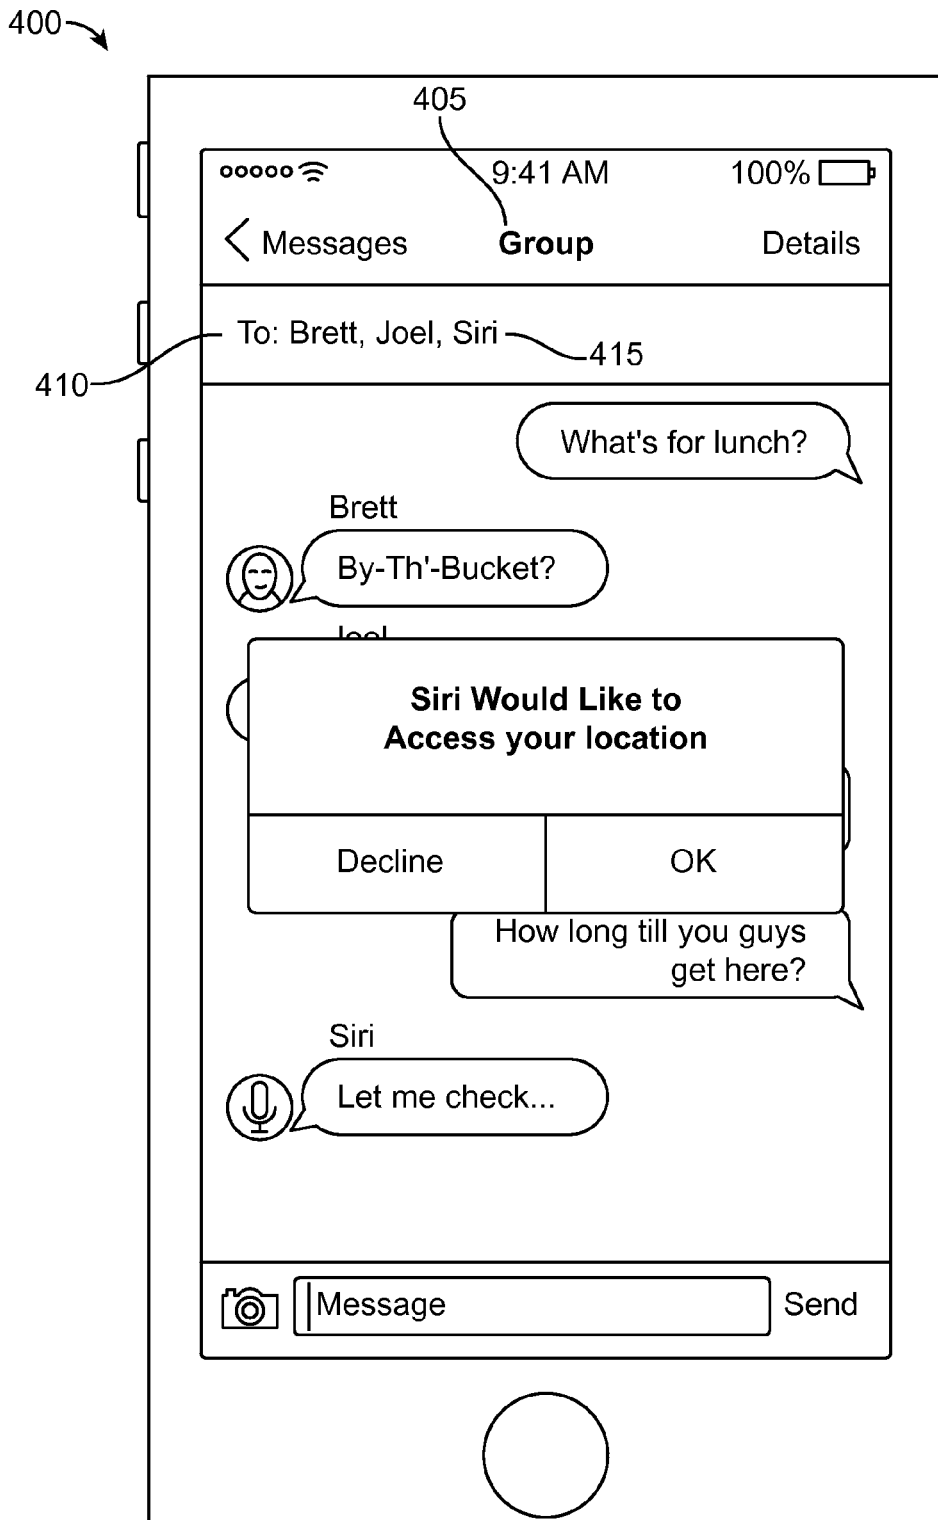 400
405
9:41 AM 100%
Messages Group Details
To: Brett, Joel, Siri
415
410
What's for lunch?
Brett
By-Th'-Bucket?
Joel
Siri Would Like to
Access your location
Decline OK
How long till you guys
get here?
Siri
Let me check...
Message Send